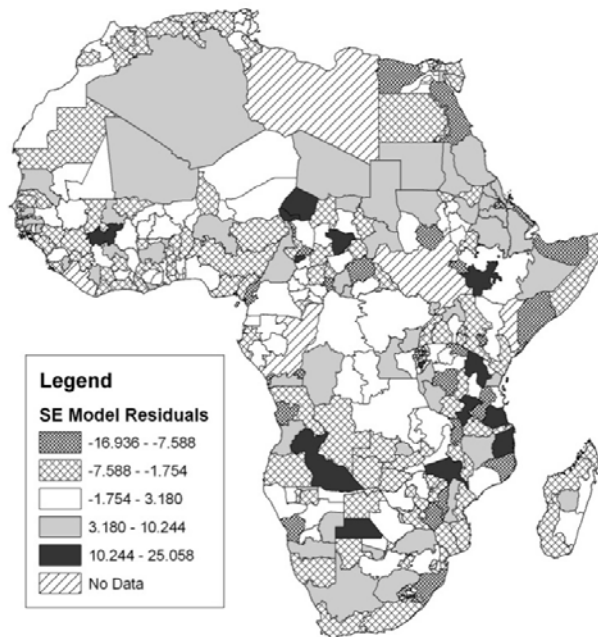 Legend
SE Model Residuals
-16.936 - -7.588
-7.588 - -1.754
-1.754 - 3.180
3.180 - 10.244
10.244 - 25.058
No Data